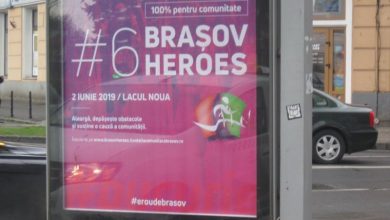 100% pentru comunitate
#6 BRAȘOV
HEROES
2 IUNIE 2019 / LACUL NOUA
Aleargă, depășește obstacole
și susține o cauză a comunității.
#eroudebrasov